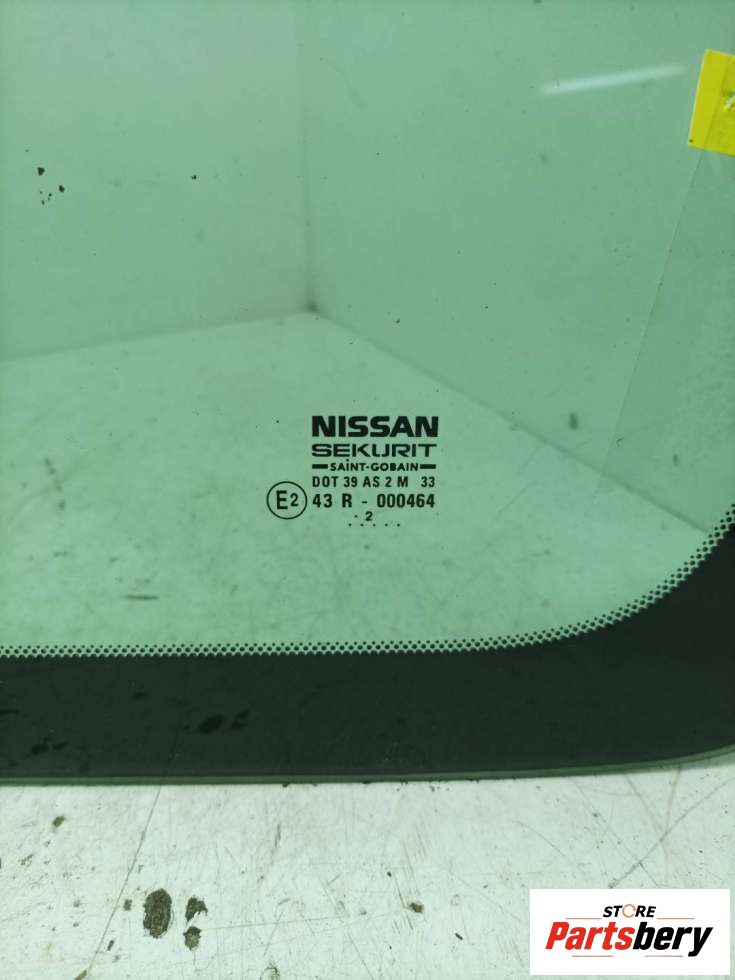 NISSAN
SEKURIT
SAINT-GOBAIN
DOT 39 AS 2 M 33
E2 43 R - 000464
. 2
. . . . .
STORE
Partsbery